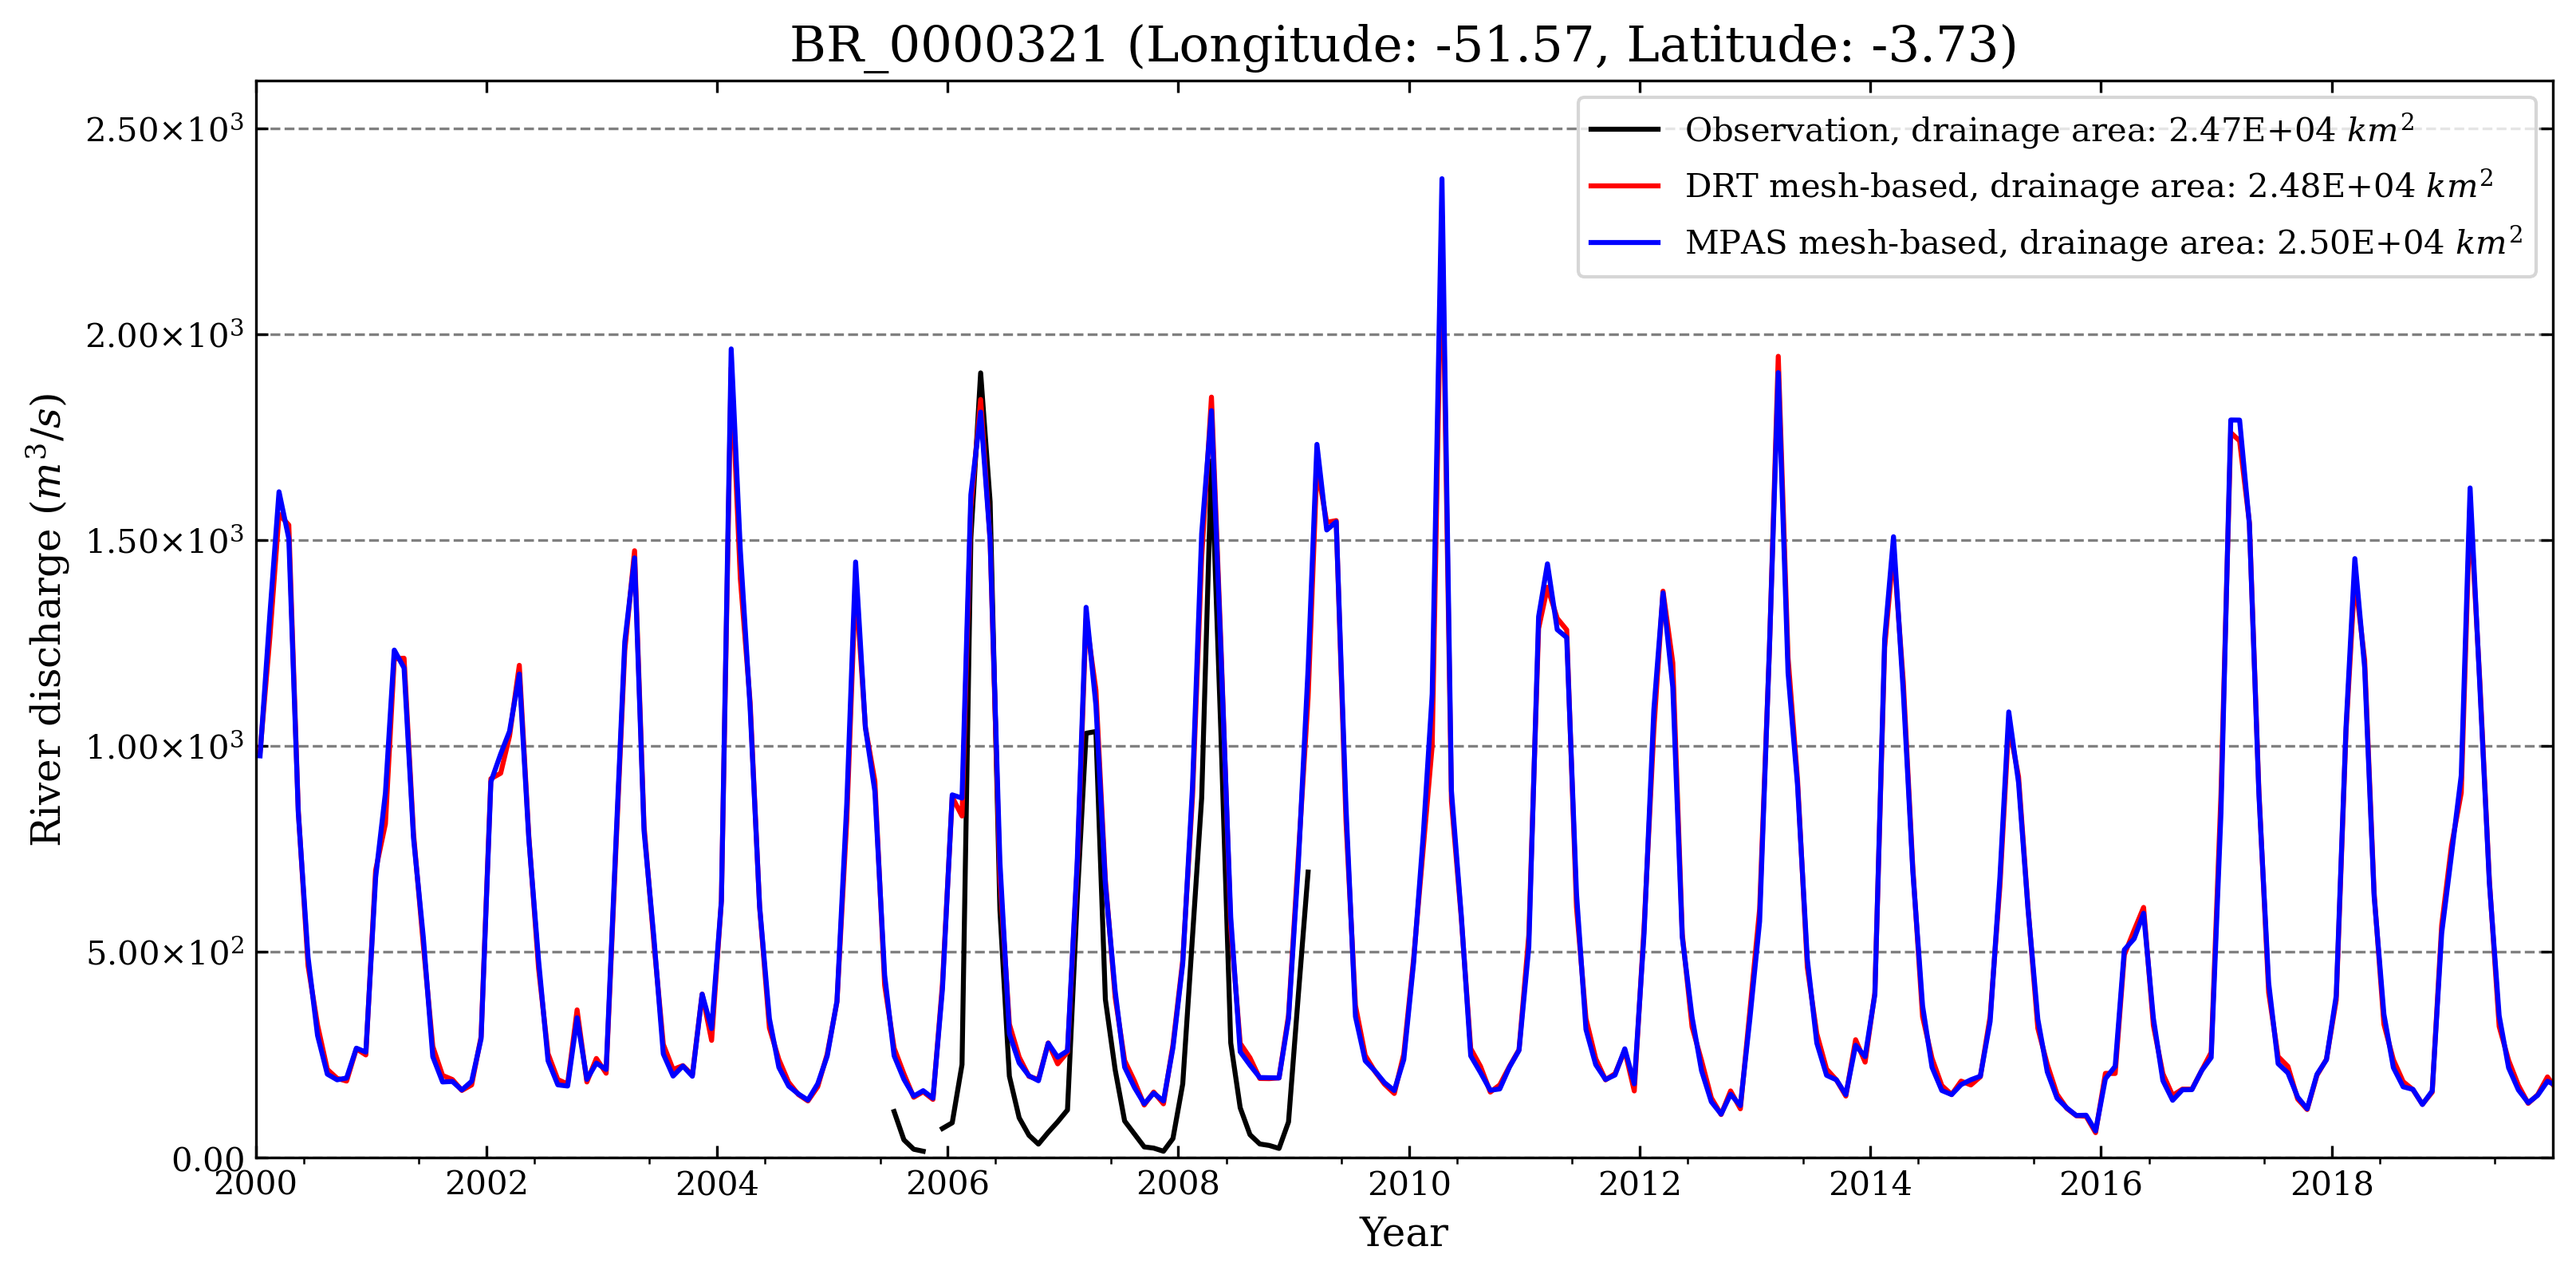 BR_0000321 (Longitude: -51.57, Latitude: -3.73)
2.50×10³
2.00×10³
1.50×10³
1.00×10³
5.00×10²
0.00
River discharge (m³/s)
Observation, drainage area: 2.47E+04 km²
DRT mesh-based, drainage area: 2.48E+04 km²
MPAS mesh-based, drainage area: 2.50E+04 km²
2000 2002 2004 2006 2008 2010 2012 2014 2016 2018
Year